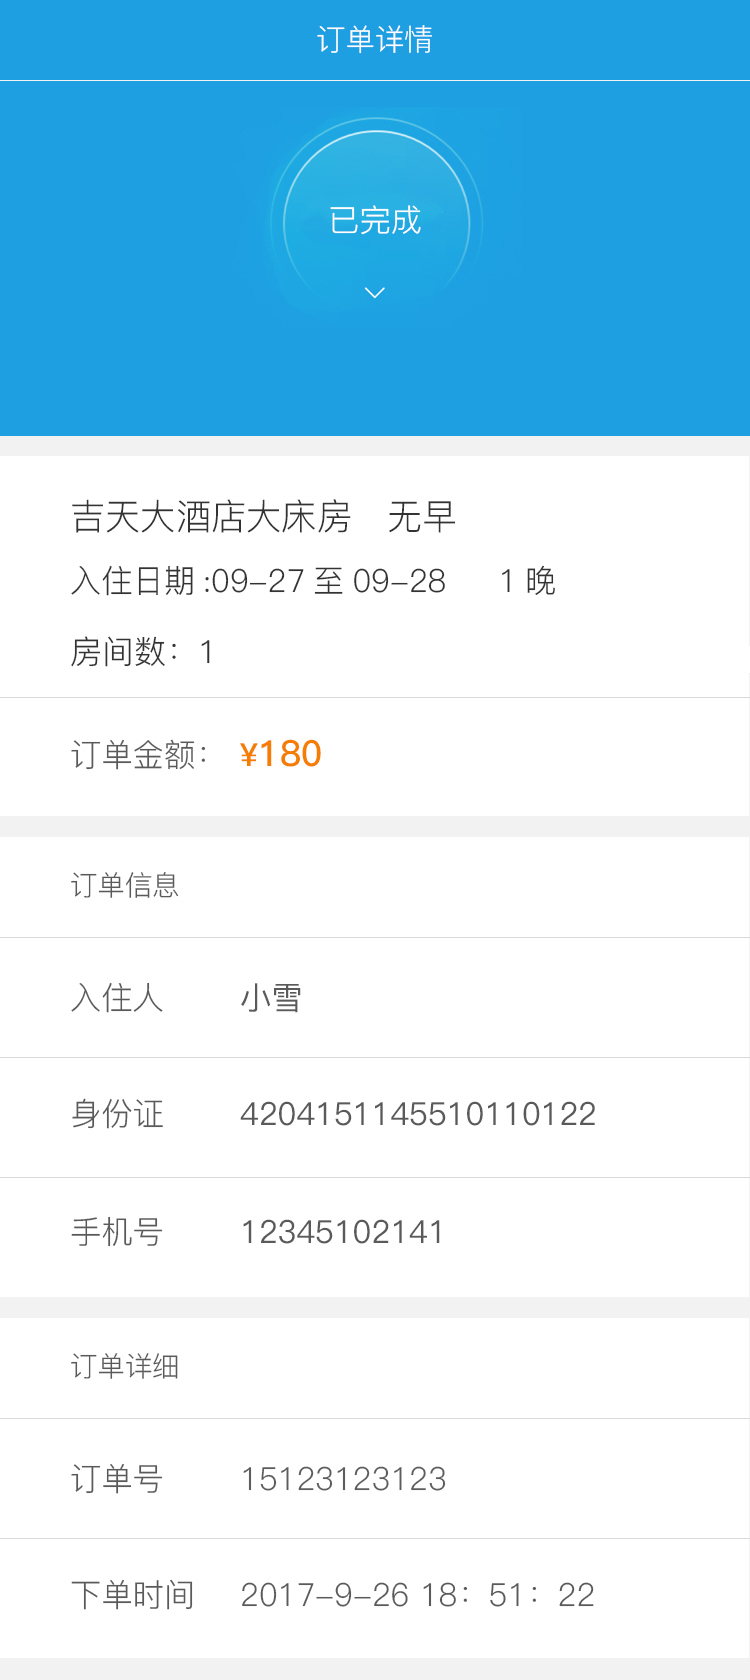 订单详情
已完成
吉天大酒店大床房 无早
入住日期:09-27 至 09-28 1 晚
房间数：1
订单金额： ¥180
订单信息
入住人 小雪
身份证 4204151145510110122
手机号 12345102141
订单详细
订单号 15123123123
下单时间 2017-9-26 18：51：22